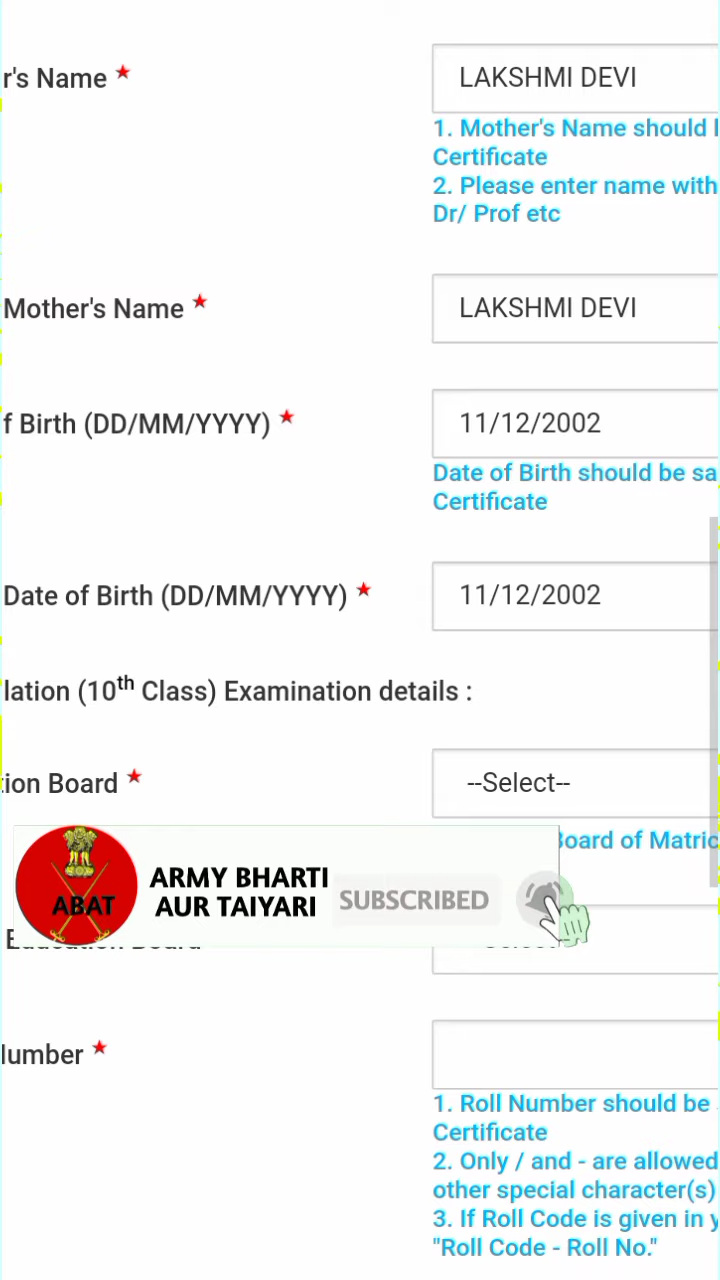 r's Name *
LAKSHMI DEVI
1. Mother's Name should
Certificate
2. Please enter name with
Dr/ Prof etc
Mother's Name *
LAKSHMI DEVI
f Birth (DD/MM/YYYY) *
11/12/2002
Date of Birth should be sa
Certificate
Date of Birth (DD/MM/YYYY) *
11/12/2002
lation (10th Class) Examination details :
tion Board *
--Select--
Board of Matric
ABAT
ARMY BHARTI
AUR TAIYARI
SUBSCRIBED
Education Board
--Select--
lumber *
1. Roll Number should be
Certificate
2. Only / and - are allowed
other special character(s)
3. If Roll Code is given in y
"Roll Code - Roll No."